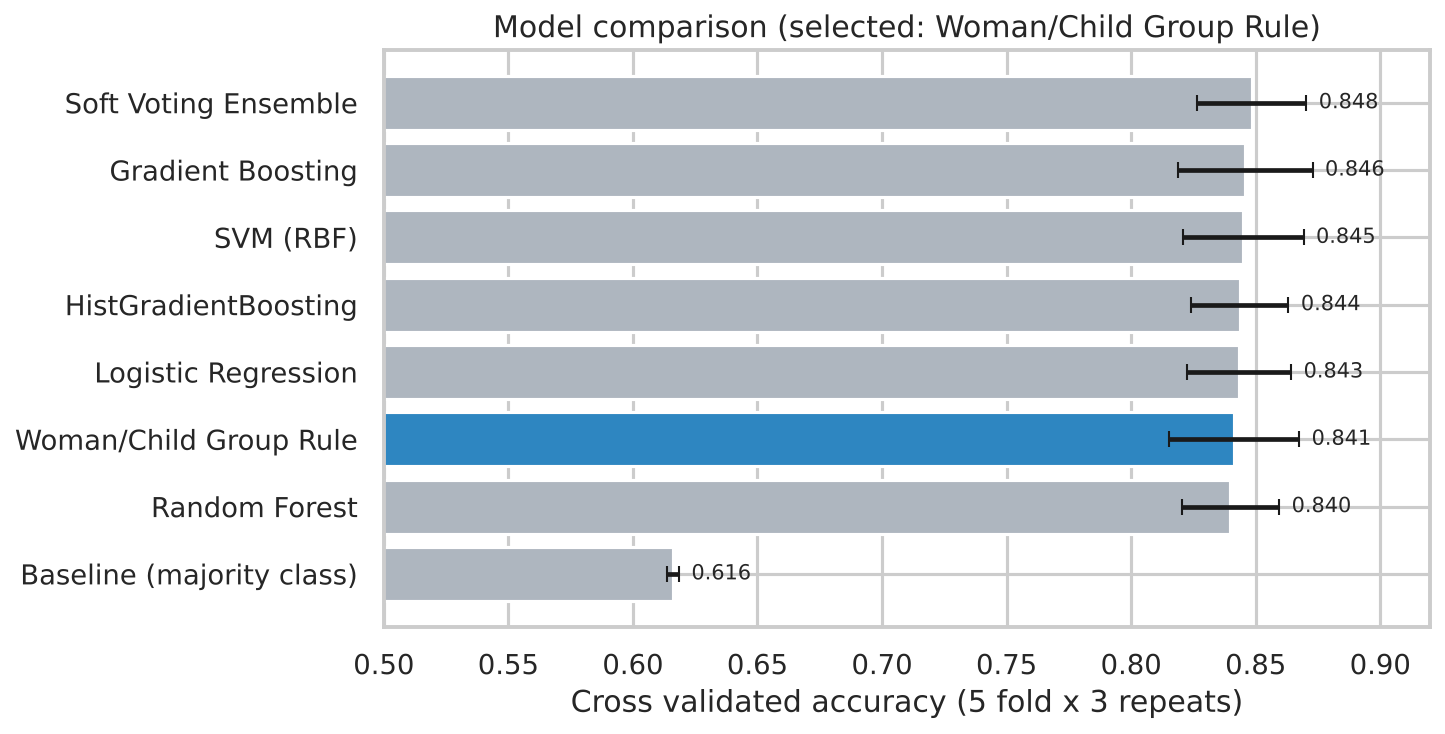 Model comparison (selected: Woman/Child Group Rule)
Soft Voting Ensemble
0.848
Gradient Boosting
0.846
SVM (RBF)
0.845
HistGradientBoosting
0.844
Logistic Regression
0.843
Woman/Child Group Rule
0.841
Random Forest
0.840
Baseline (majority class)
0.616
0.50 0.55 0.60 0.65 0.70 0.75 0.80 0.85 0.90
Cross validated accuracy (5 fold x 3 repeats)